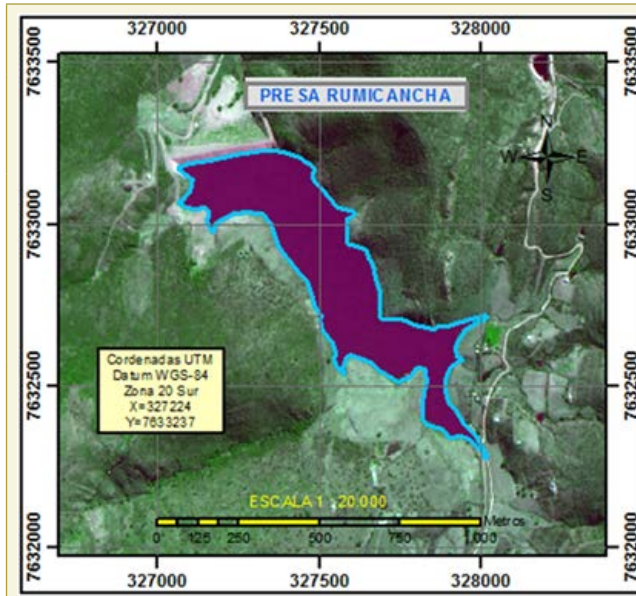 327000 327500 328000
7633500 7633500
PRESA RUMICANCHA
N
W E
S
7633000 7633000
Cordenadas UTM
Datum WGS-84
Zona 20 Sur
X=327224
Y=7633237
7632500 7632500
ESCALA 1 : 20.000
Metros
0 125 250 500 750 1.000
7632000 7632000
327000 327500 328000